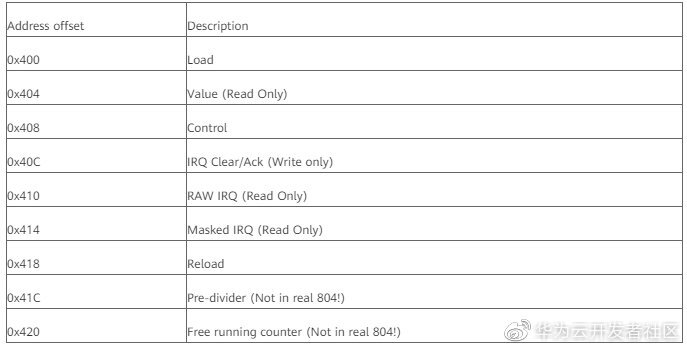 Address offset Description
0x400 Load
0x404 Value (Read Only)
0x408 Control
0x40C IRQ Clear/Ack (Write only)
0x410 RAW IRQ (Read Only)
0x414 Masked IRQ (Read Only)
0x418 Reload
0x41C Pre-divider (Not in real 804!)
0x420 Free running counter (Not in real 804!)
华为云开发者社区